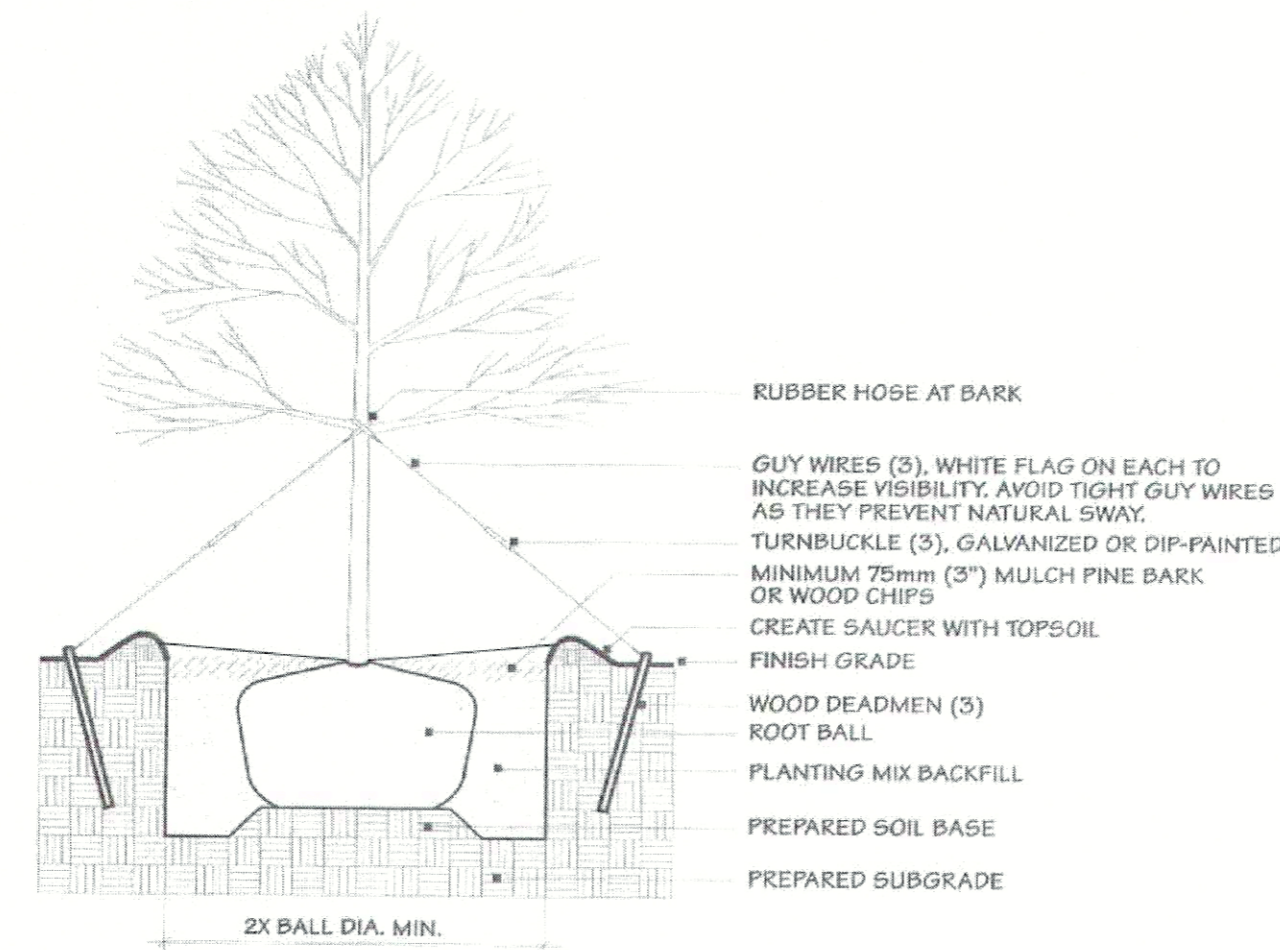 RUBBER HOSE AT BARK
GUY WIRES (3), WHITE FLAG ON EACH TO
INCREASE VISIBILITY. AVOID TIGHT GUY WIRES
AS THEY PREVENT NATURAL SWAY.
TURNBUCKLE (3), GALVANIZED OR DIP-PAINTED
MINIMUM 75mm (3") MULCH PINE BARK
OR WOOD CHIPS
CREATE SAUCER WITH TOPSOIL
FINISH GRADE
WOOD DEADMEN (3)
ROOT BALL
PLANTING MIX BACKFILL
PREPARED SOIL BASE
PREPARED SUBGRADE
2X BALL DIA. MIN.